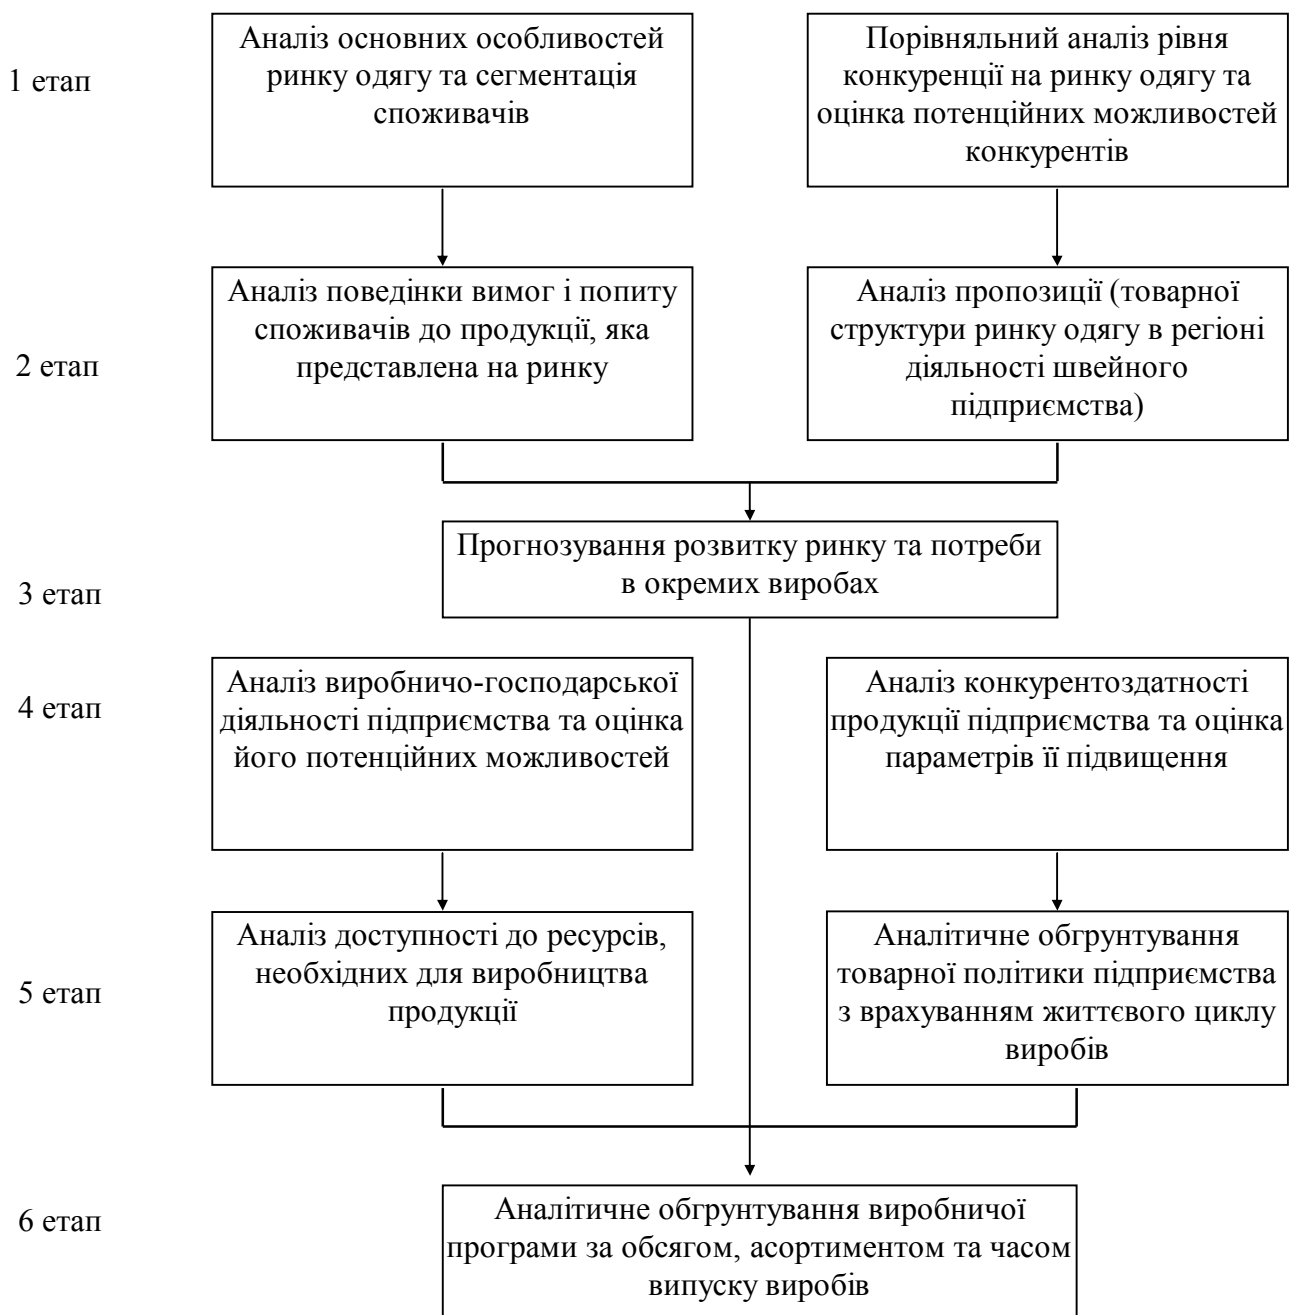 1 етап
Аналіз основних особливостей
ринку одягу та сегментація
споживачів
Порівняльний аналіз рівня
конкуренції на ринку одягу та
оцінка потенційних можливостей
конкурентів
2 етап
Аналіз поведінки вимог і попиту
споживачів до продукції, яка
представлена на ринку
Аналіз пропозиції (товарної
структури ринку одягу в регіоні
діяльності швейного
підприємства)
3 етап
Прогнозування розвитку ринку та потреби
в окремих виробах
4 етап
Аналіз виробничо-господарської
діяльності підприємства та оцінка
його потенційних можливостей
Аналіз конкурентоздатності
продукції підприємства та оцінка
параметрів її підвищення
5 етап
Аналіз доступності до ресурсів,
необхідних для виробництва
продукції
Аналітичне обгрунтування
товарної політики підприємства
з врахуванням життєвого циклу
виробів
6 етап
Аналітичне обгрунтування виробничої
програми за обсягом, асортиментом та часом
випуску виробів